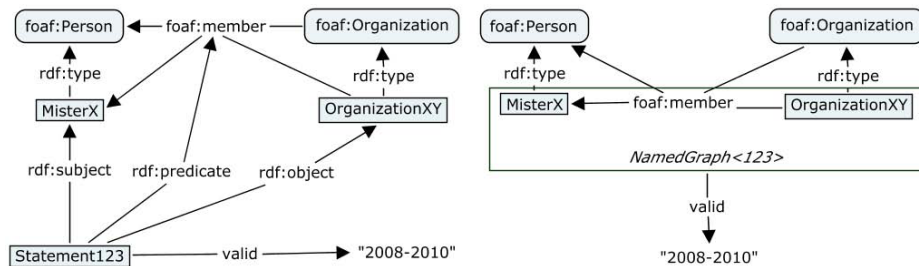 foaf:Person foaf:member foaf:Organization
rdf:type rdf:type
MisterX OrganizationXY
rdf:subject rdf:predicate rdf:object
Statement123 valid "2008-2010"
foaf:Person foaf:Organization
rdf:type rdf:type
MisterX foaf:member OrganizationXY
NamedGraph<123>
valid
"2008-2010"